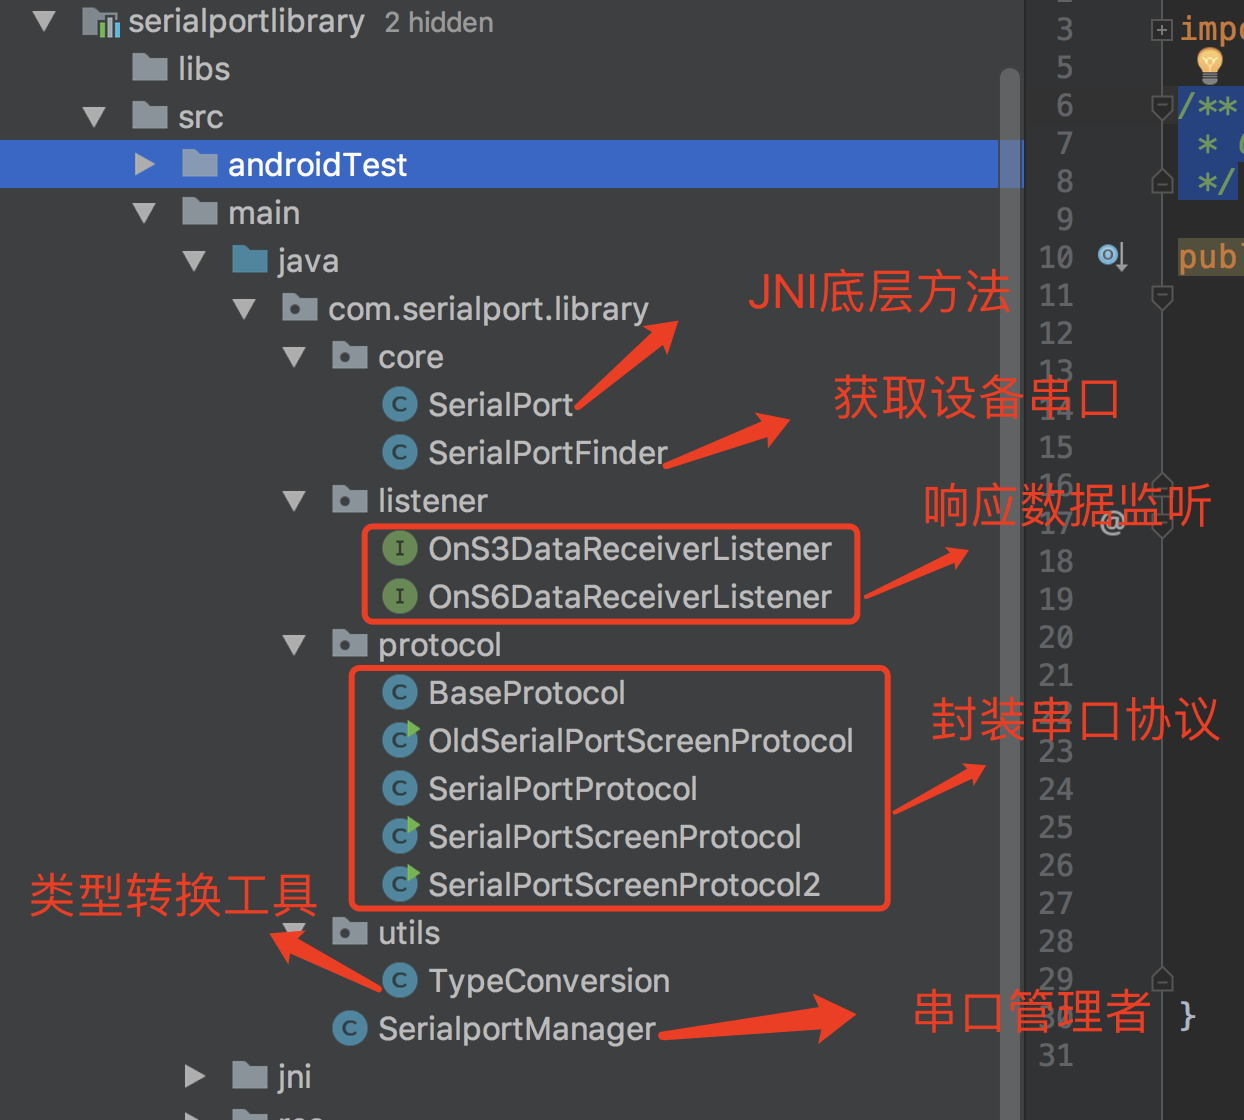 serialportlibrary 2 hidden
libs
src
androidTest
main
java
com.serialport.library
JNI底层方法
core
SerialPort
获取设备串口
SerialPortFinder
listener
响应数据监听
OnS3DataReceiverListener
OnS6DataReceiverListener
protocol
BaseProtocol
封装串口协议
OldSerialPortScreenProtocol
SerialPortProtocol
SerialPortScreenProtocol
SerialPortScreenProtocol2
类型转换工具
utils
TypeConversion
串口管理者
SerialportManager
jni
3 impo
5
6 /**
7 *
8 */
9
10 publ
11
12
13
14
15
16
17 @
18
19
20
21
22
23
24
25
26
27
28
29
30 }
31